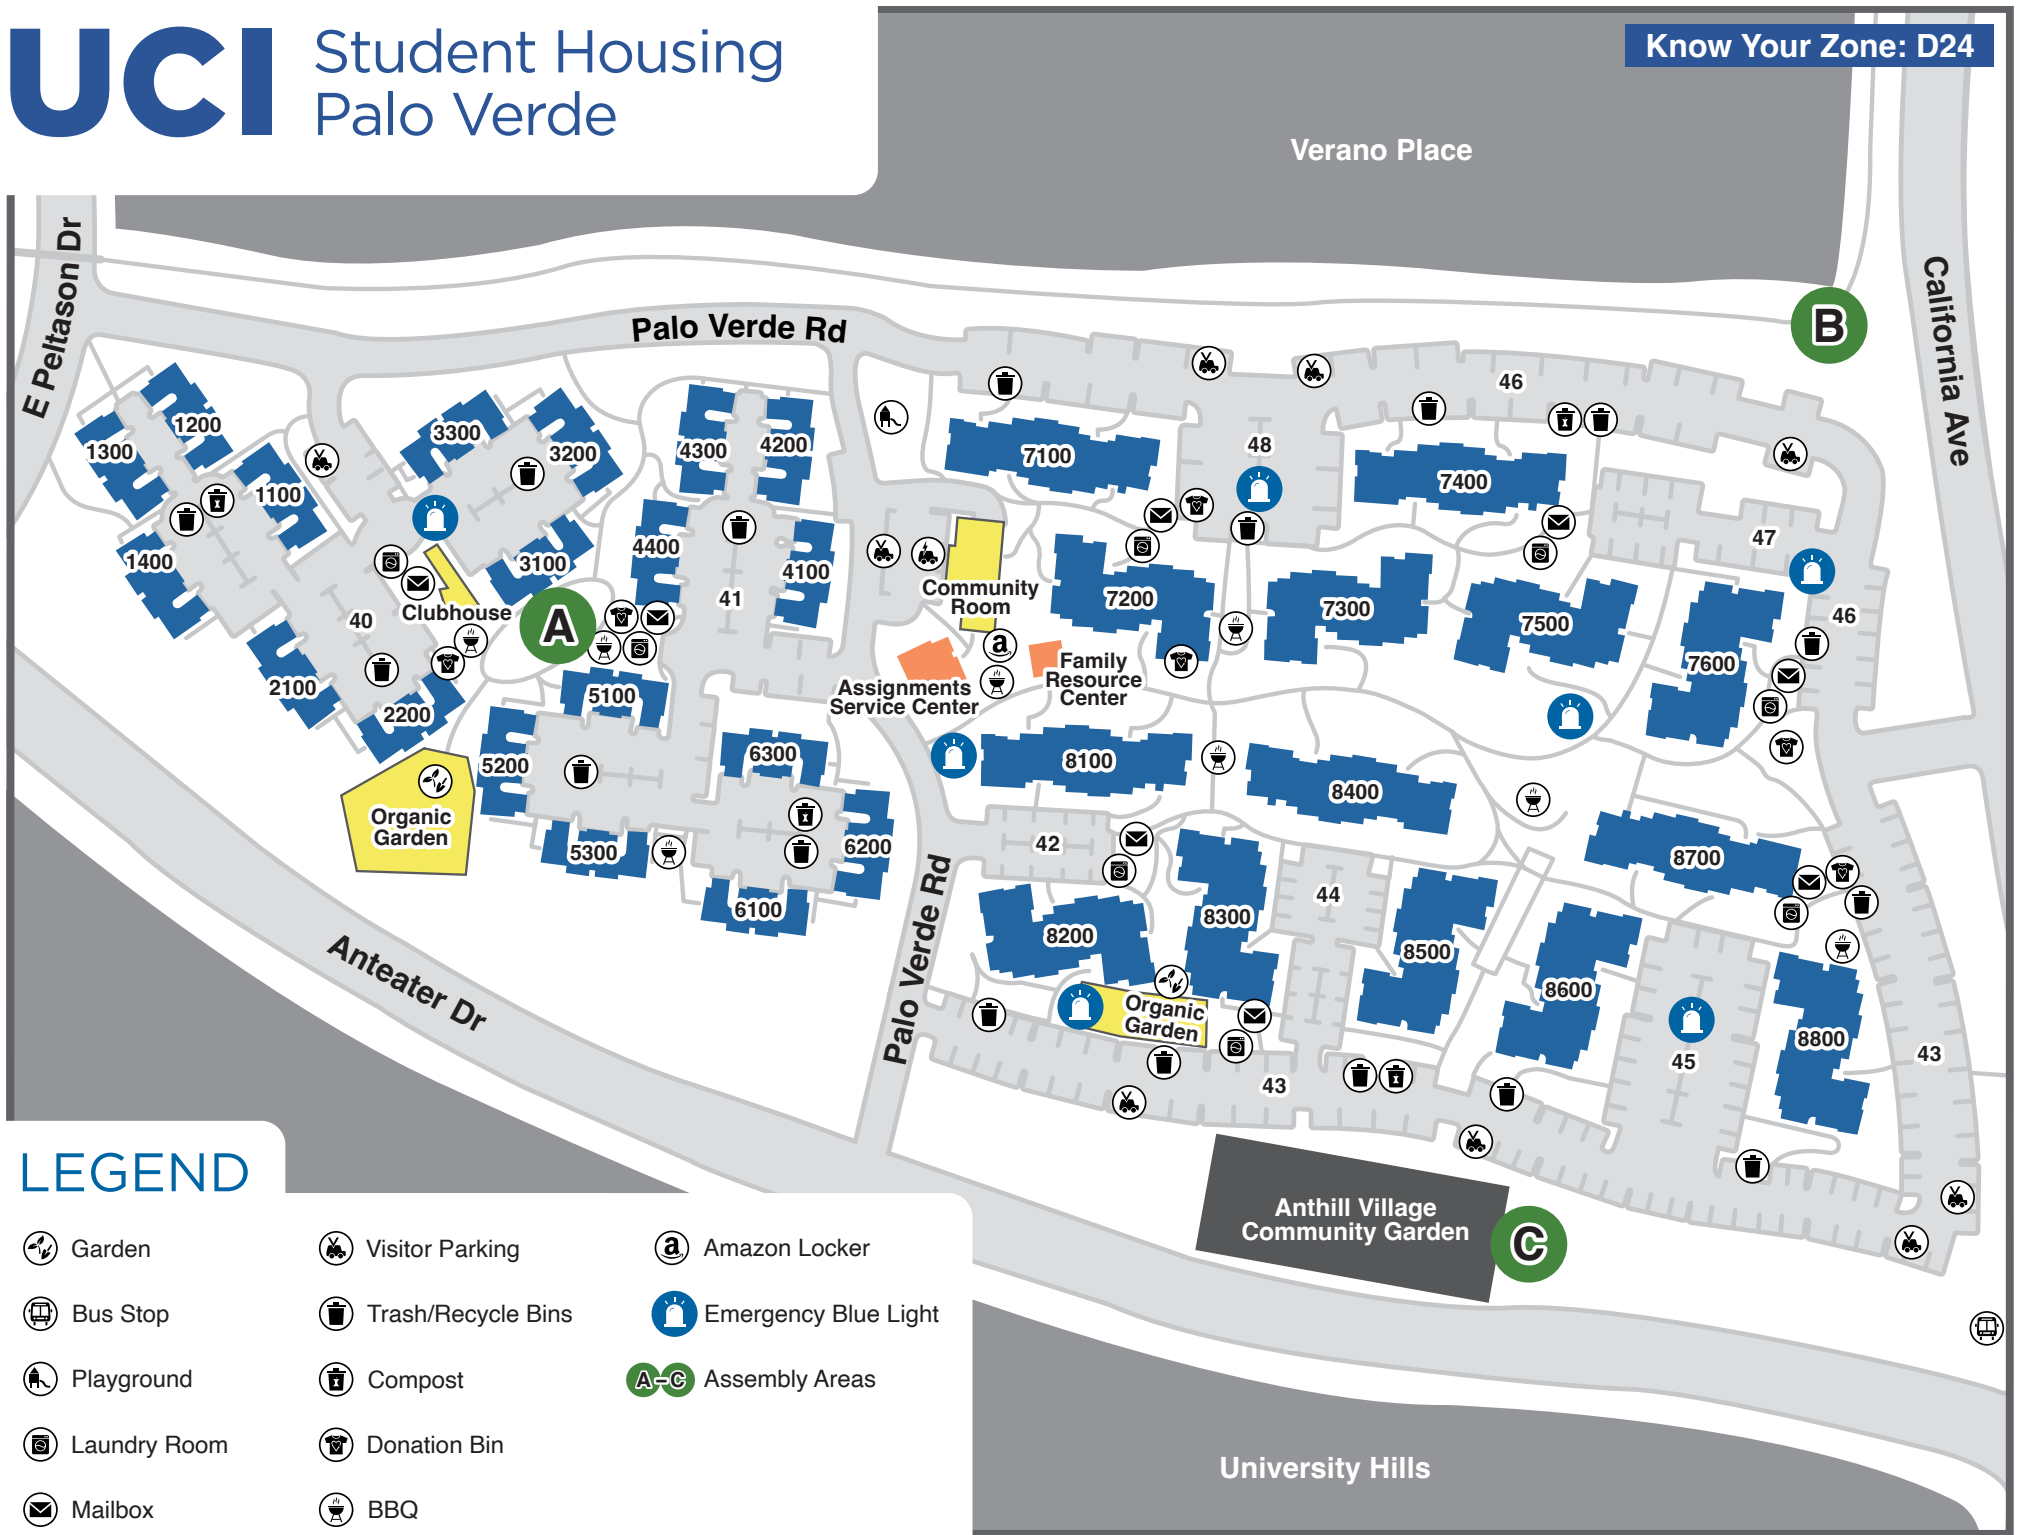 UCI Student Housing
Palo Verde
Know Your Zone: D24
Verano Place
E Peltason Dr
Palo Verde Rd
California Ave
B
46
1200
1300
3300
3200
4300
4200
7100
48
7400
1100
47
1400
3100
4400
4100
Community
Room
7200
7300
7500
46
40
Clubhouse
A
41
a
7600
Family
Resource
Center
Assignments
Service Center
2100
2200
5100
5200
6300
8100
8400
Organic
Garden
5300
6200
42
8700
6100
8200
8300
44
8500
8600
Palo Verde Rd
Anteater Dr
Organic
Garden
45
8800
43
43
Anthill Village
Community Garden
C
University Hills
LEGEND
Garden
Bus Stop
Playground
Laundry Room
Mailbox
Visitor Parking
Trash/Recycle Bins
Compost
Donation Bin
BBQ
a Amazon Locker
Emergency Blue Light
A–C Assembly Areas